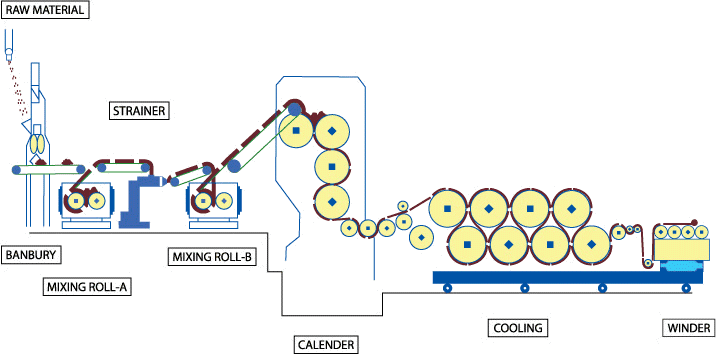 RAW MATERIAL
STRAINER
BANBURY
MIXING ROLL-A
MIXING ROLL-B
CALENDER
COOLING
WINDER